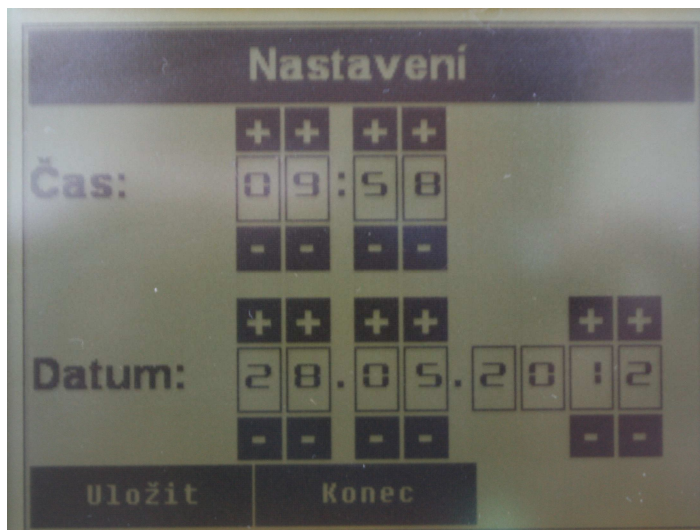 Nastavení
+ + + +
Čas: 09:58
- - - -
+ + + + + +
Datum: 28.05.2012
- - - - - -
Uložit Konec